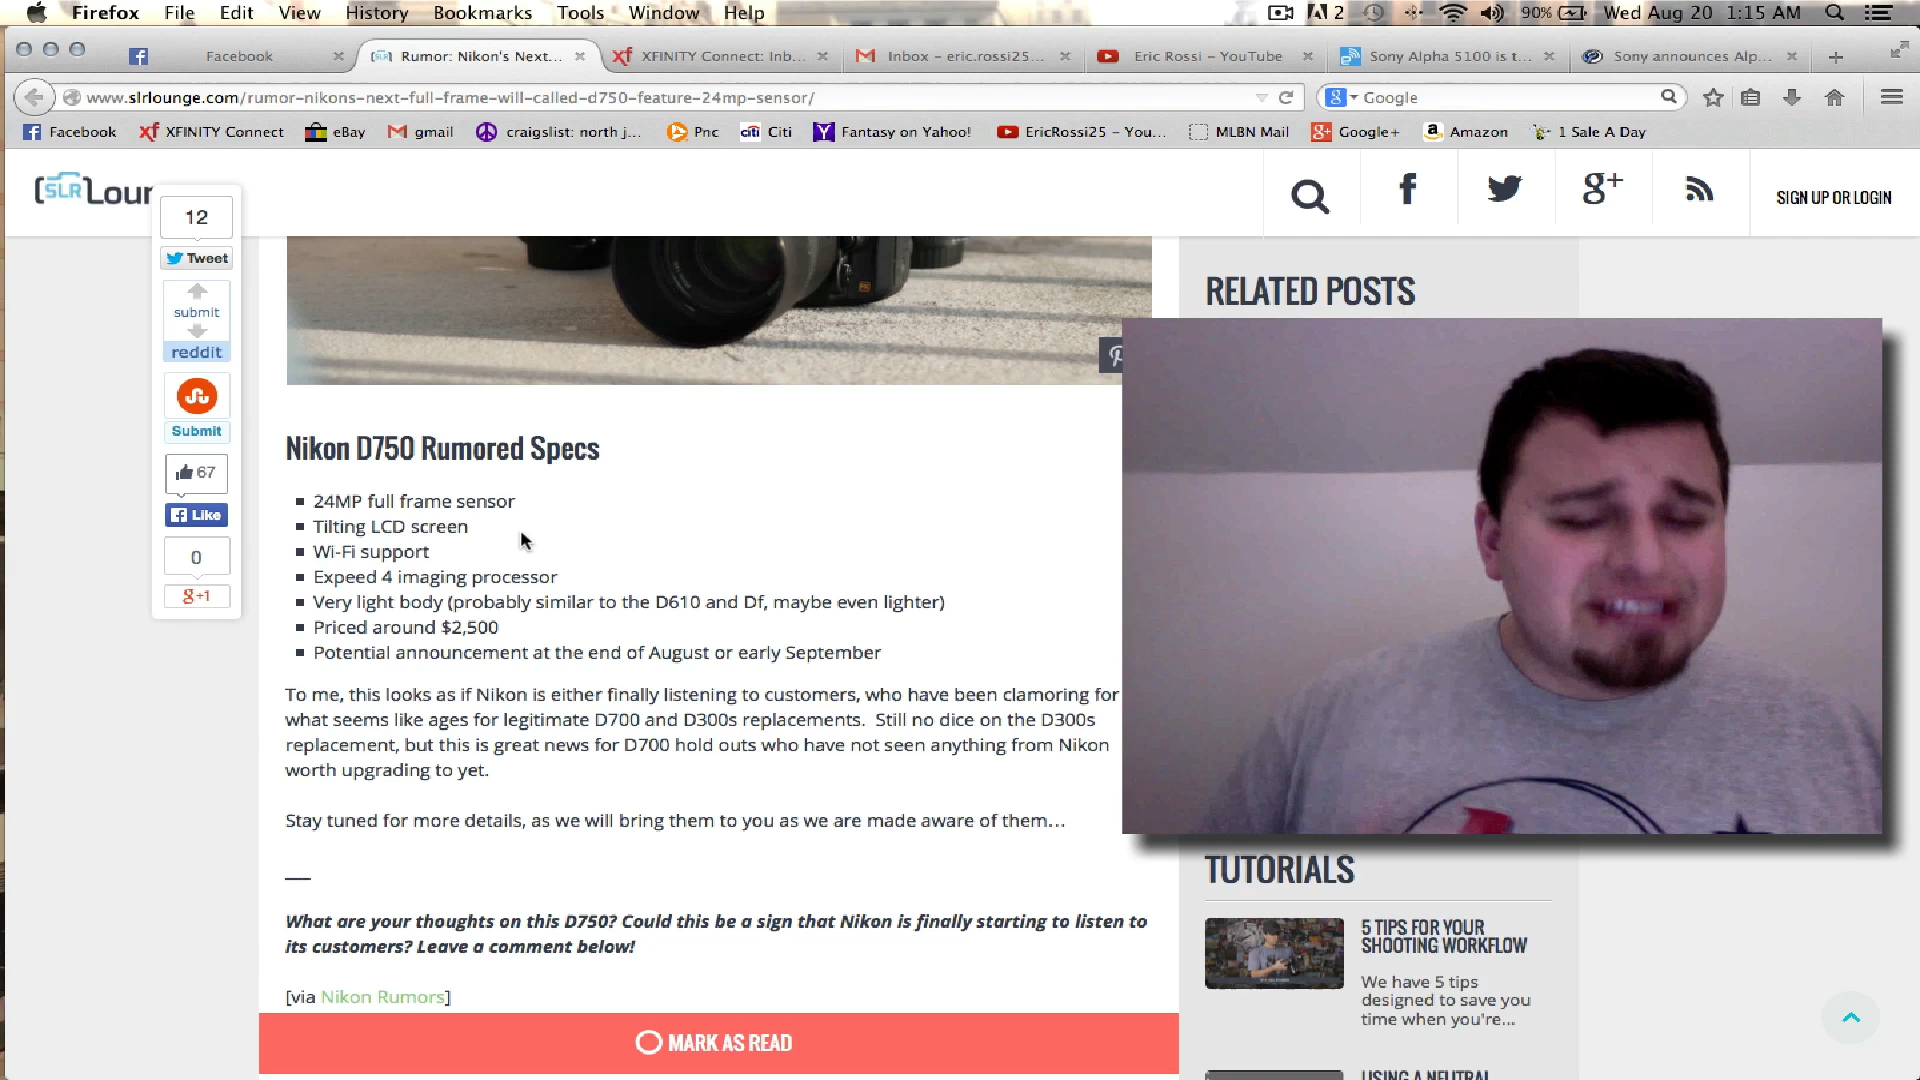 Firefox File Edit View History Bookmarks Tools Window Help 2 90% Wed Aug 20 1:15 AM
Facebook Rumor: Nikon's Next... XFINITY Connect: Inb... Inbox – eric.rossi25... Eric Rossi – YouTube Sony Alpha 5100 is t... Sony announces Alp...
www.slrlounge.com/rumor-nikons-next-full-frame-will-called-d750-feature-24mp-sensor/ Google
Facebook XFINITY Connect eBay gmail craigslist: north j... Pnc Citi Fantasy on Yahoo! EricRossi25 – You... MLBN Mail Google+ Amazon 1 Sale A Day
[SLR Loun
SIGN UP OR LOGIN
12
Tweet
submit
reddit
Submit
67
Like
0
g+1
RELATED POSTS
Nikon D750 Rumored Specs
24MP full frame sensor
Tilting LCD screen
Wi-Fi support
Expeed 4 imaging processor
Very light body (probably similar to the D610 and Df, maybe even lighter)
Priced around $2,500
Potential announcement at the end of August or early September
To me, this looks as if Nikon is either finally listening to customers, who have been clamoring for
what seems like ages for legitimate D700 and D300s replacements. Still no dice on the D300s
replacement, but this is great news for D700 hold outs who have not seen anything from Nikon
worth upgrading to yet.
Stay tuned for more details, as we will bring them to you as we are made aware of them...
What are your thoughts on this D750? Could this be a sign that Nikon is finally starting to listen to
its customers? Leave a comment below!
[via Nikon Rumors]
MARK AS READ
TUTORIALS
5 TIPS FOR YOUR
SHOOTING WORKFLOW
We have 5 tips
designed to save you
time when you're...
USING A NEUTRAL